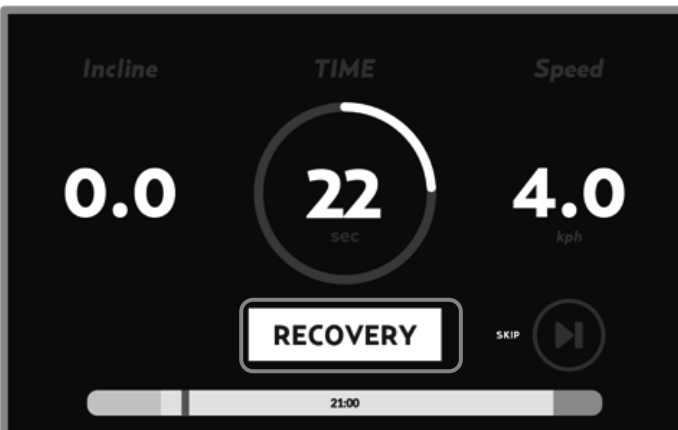 Incline TIME Speed
0.0 22 4.0
sec kph
RECOVERY
SKIP
21:00